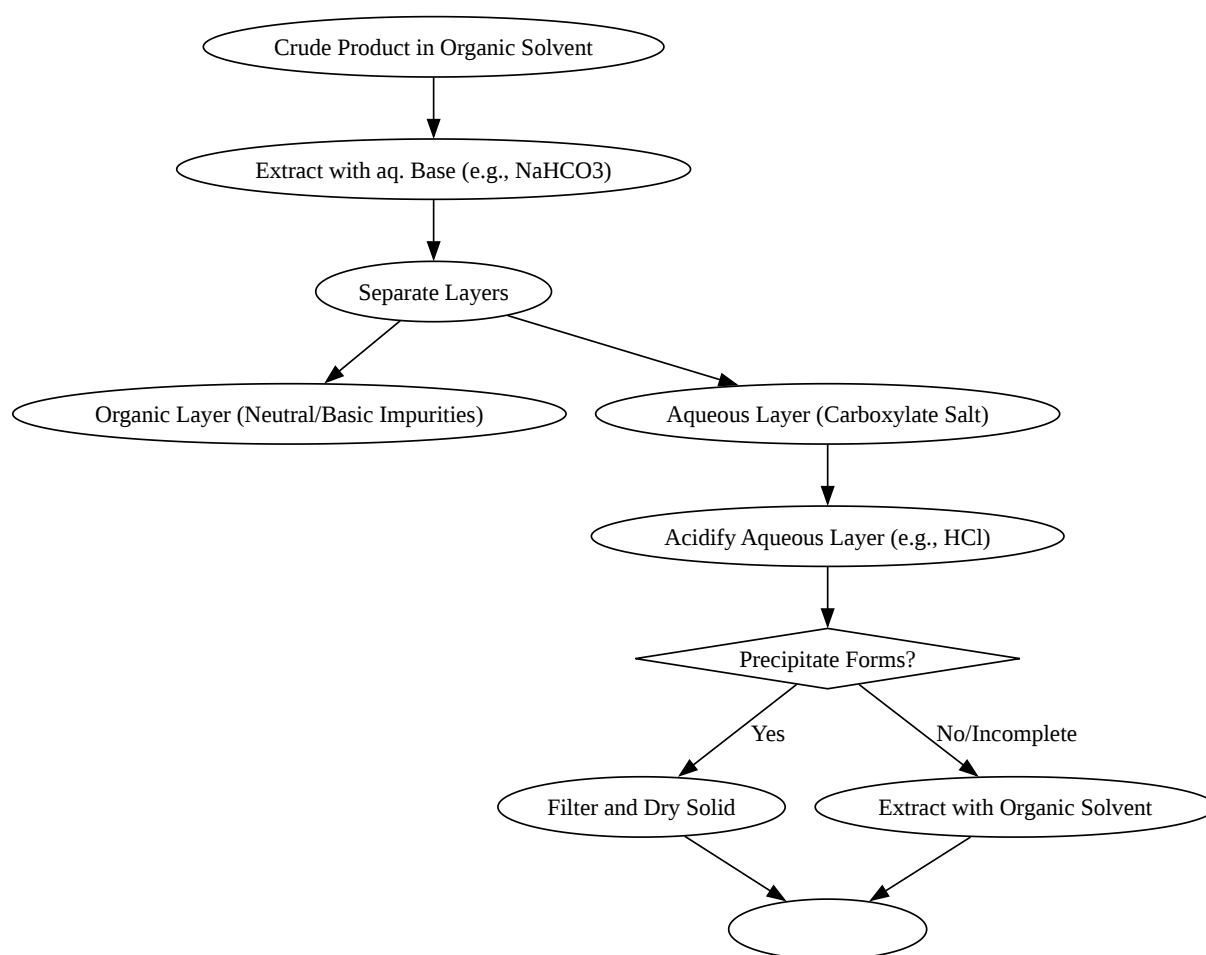 Crude Product in Organic Solvent
Extract with aq. Base (e.g., NaHCO3)
Separate Layers
Organic Layer (Neutral/Basic Impurities)
Aqueous Layer (Carboxylate Salt)
Acidify Aqueous Layer (e.g., HCl)
Precipitate Forms?
Yes
No/Incomplete
Filter and Dry Solid
Extract with Organic Solvent